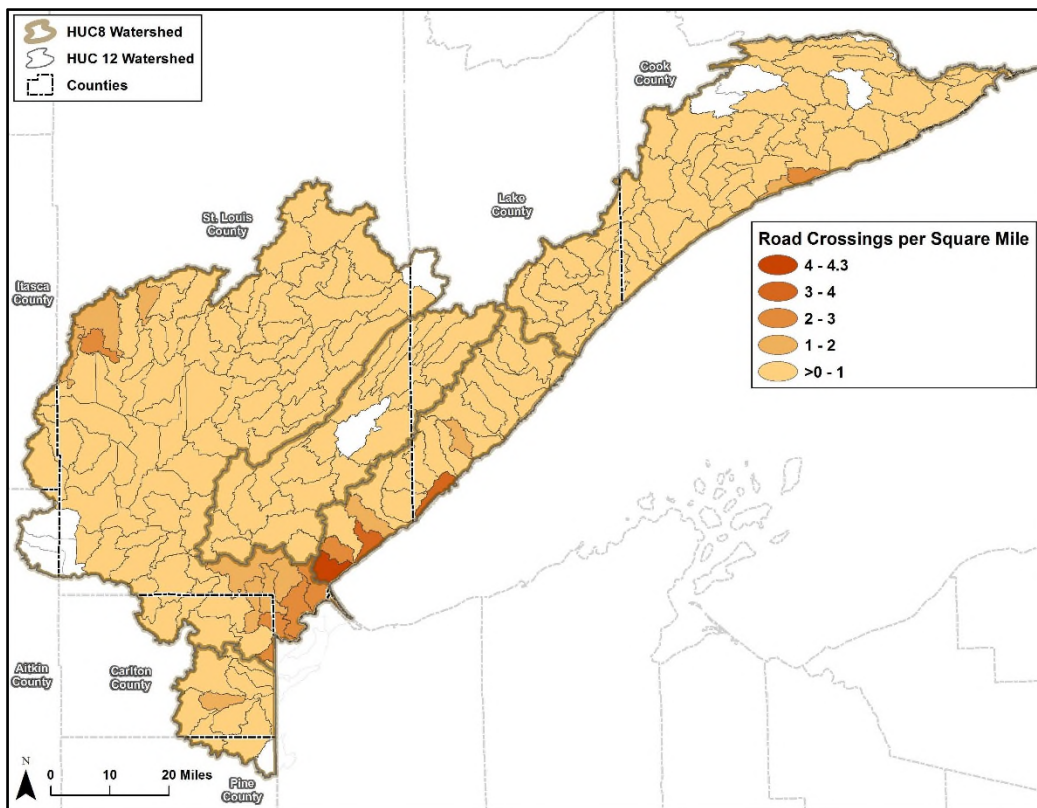 HUC8 Watershed
HUC 12 Watershed
Counties
Cook
County
Lake
County
St. Louis
County
Itasca
County
Road Crossings per Square Mile
4 - 4.3
3 - 4
2 - 3
1 - 2
>0 - 1
Aitkin
County
Carlton
County
Pine
County
N
0 10 20 Miles